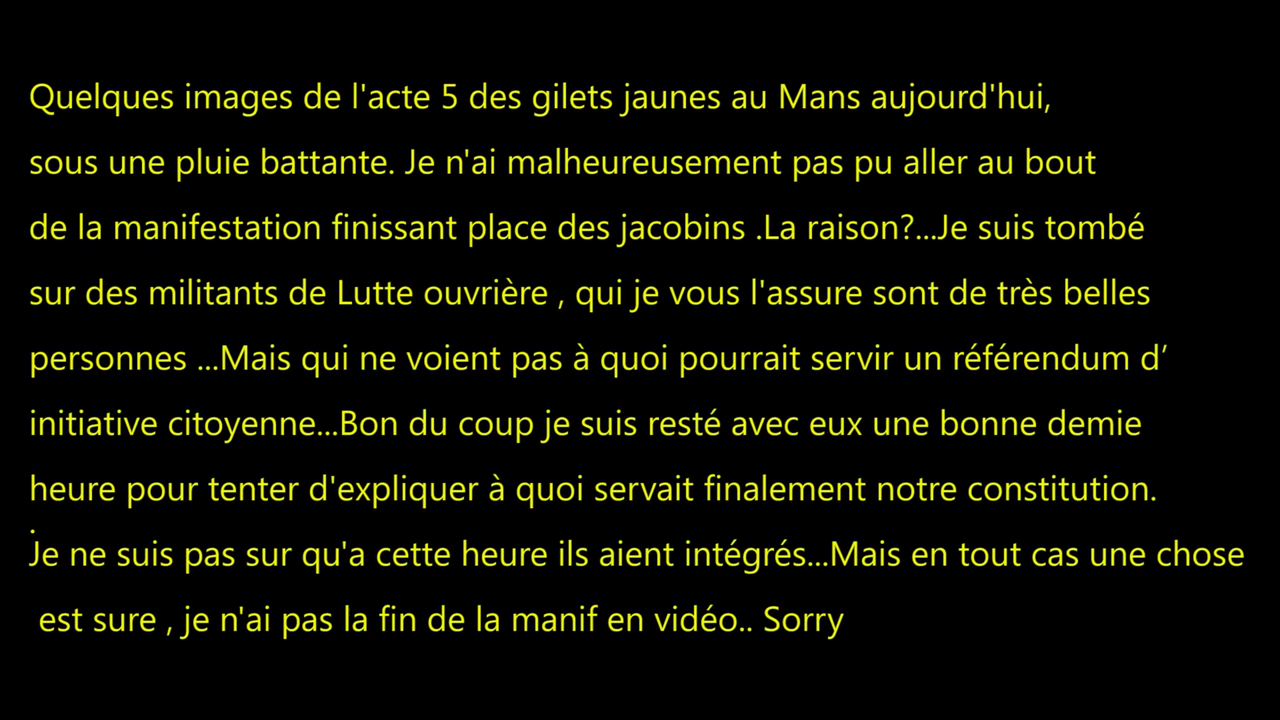 Quelques images de l'acte 5 des gilets jaunes au Mans aujourd'hui,
sous une pluie battante. Je n'ai malheureusement pas pu aller au bout
de la manifestation finissant place des jacobins .La raison?...Je suis tombé
sur des militants de Lutte ouvrière , qui je vous l'assure sont de très belles
personnes ...Mais qui ne voient pas à quoi pourrait servir un référendum d’
initiative citoyenne...Bon du coup je suis resté avec eux une bonne demie
heure pour tenter d'expliquer à quoi servait finalement notre constitution.
.
Je ne suis pas sur qu'a cette heure ils aient intégrés...Mais en tout cas une chose
est sure , je n'ai pas la fin de la manif en vidéo.. Sorry